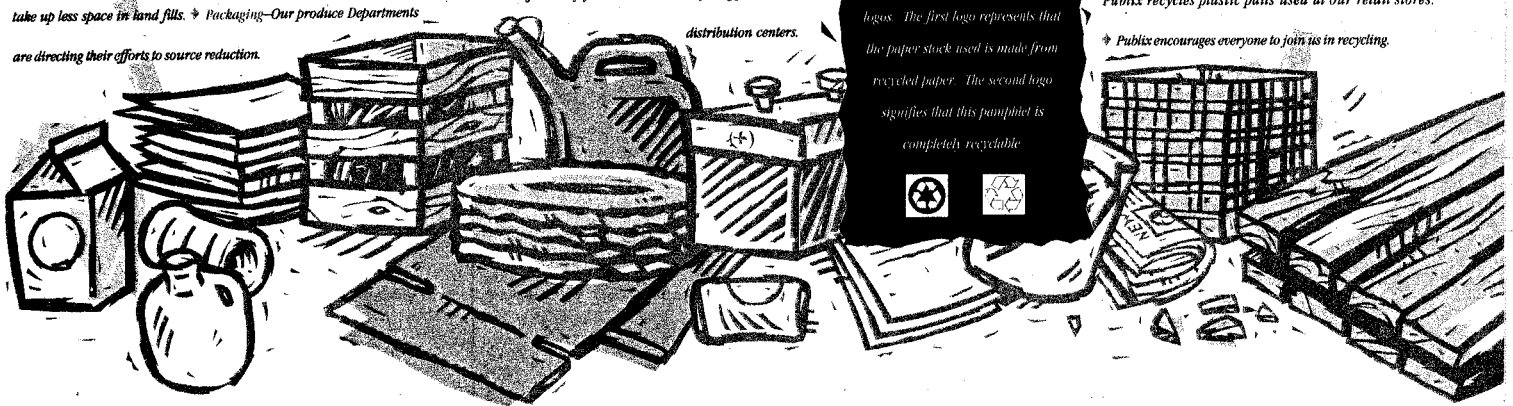 take up less space in land fills. Packaging–Our produce Departments
are directing their efforts to source reduction.
distribution centers.
logos. The first logo represents that
the paper stock used is made from
recycled paper. The second logo
signifies that this pamphlet is
completely recyclable
Publix recycles plastic pails used at our retail stores.
Publix encourages everyone to join us in recycling.
(+)
NEW